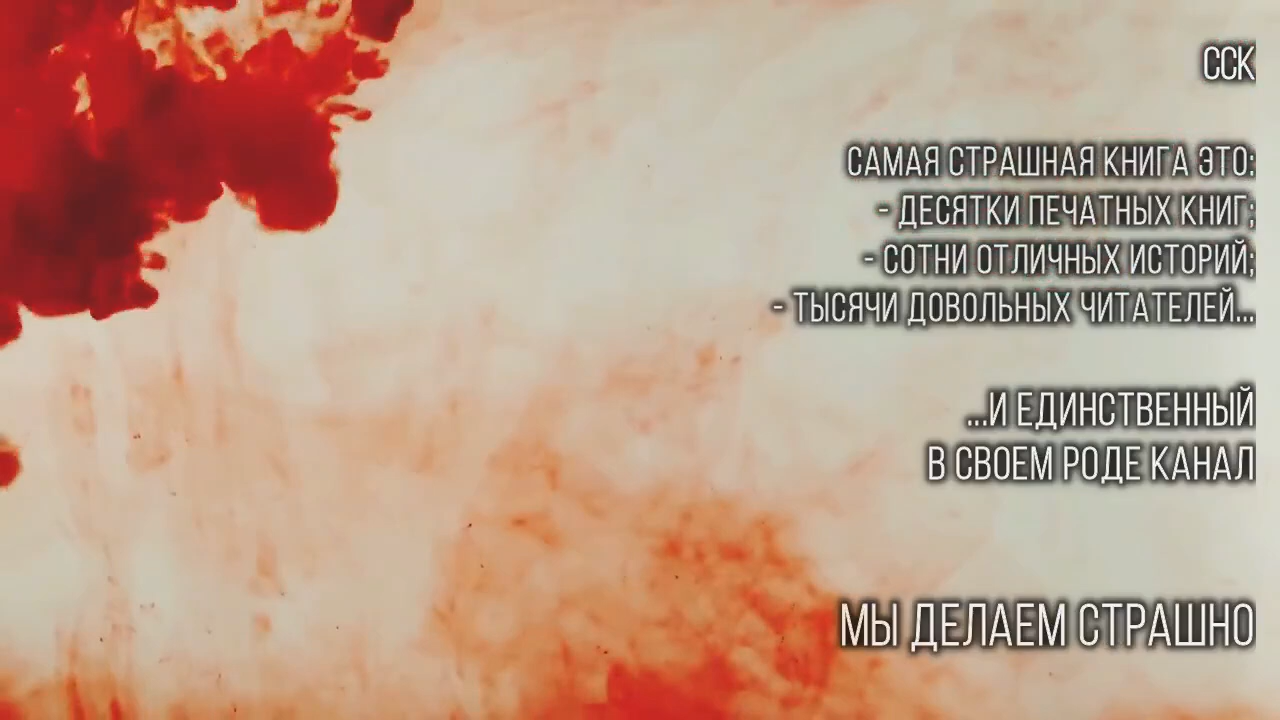 ССК
САМАЯ СТРАШНАЯ КНИГА ЭТО:
- ДЕСЯТКИ ПЕЧАТНЫХ КНИГ;
- СОТНИ ОТЛИЧНЫХ ИСТОРИЙ;
- ТЫСЯЧИ ДОВОЛЬНЫХ ЧИТАТЕЛЕЙ...
...И ЕДИНСТВЕННЫЙ
В СВОЕМ РОДЕ КАНАЛ
МЫ ДЕЛАЕМ СТРАШНО